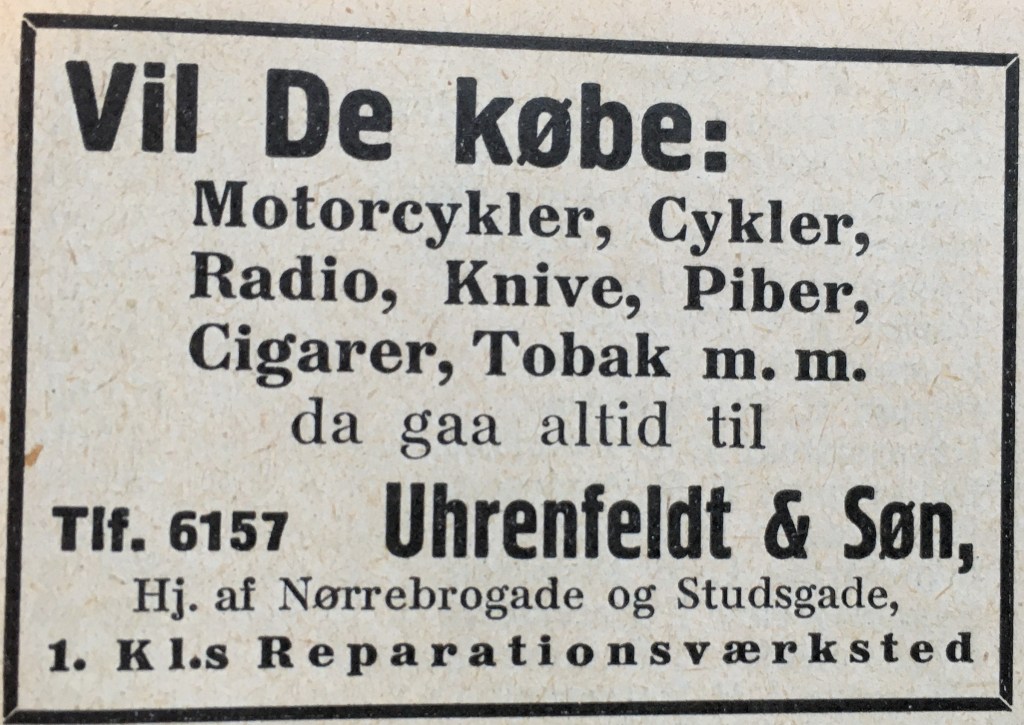 Vil De købe:
Motorcykler, Cykler,
Radio, Knive, Piber,
Cigarer, Tobak m. m.
da gaa altid til
Tlf. 6157 Uhrenfeldt & Søn,
Hj. af Nørrebrogade og Studsgade,
1. Kl.s Reparationsværksted